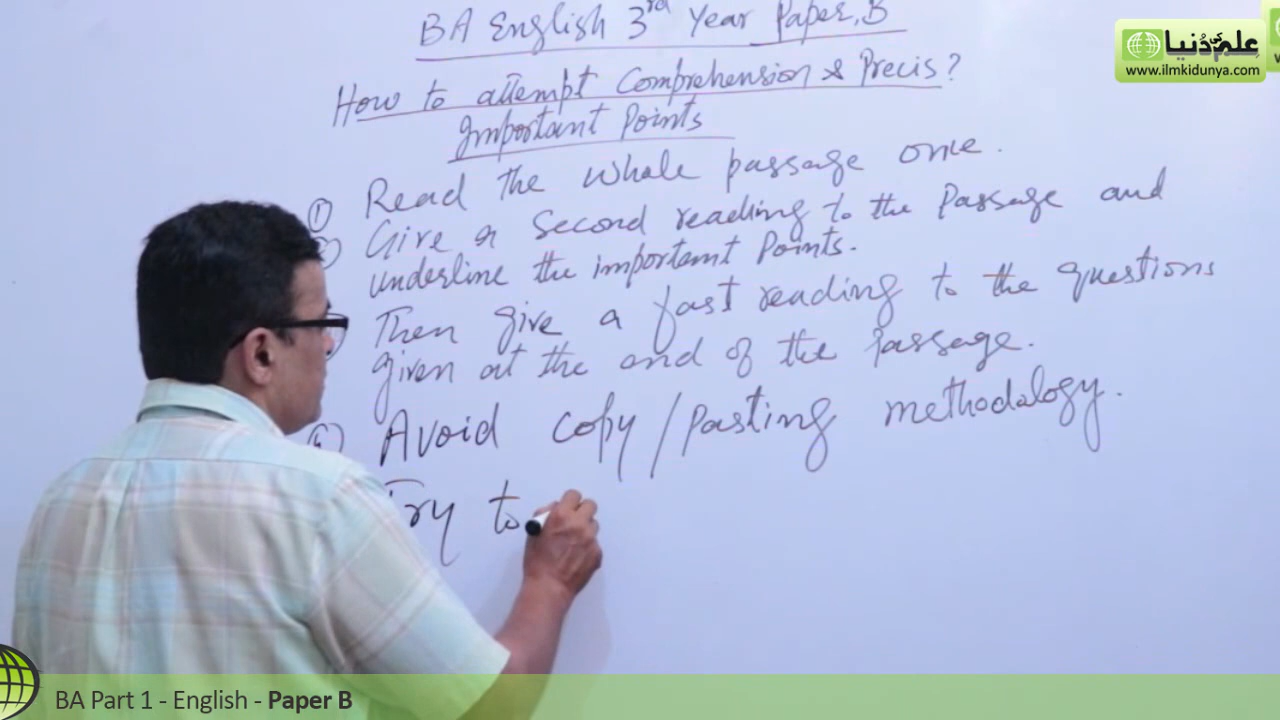 BA English 3rd Year Paper, B
How to attempt Comprehension & Precis?
Important Points
① Read the whole passage once.
② Give a second reading to the passage and
underline the important Points.
Then give a fast reading to the questions
given at the end of the Passage.
Avoid copy/pasting methodology.
Try to
علم کی دُنیا
www.ilmkidunya.com
BA Part 1 - English - Paper B